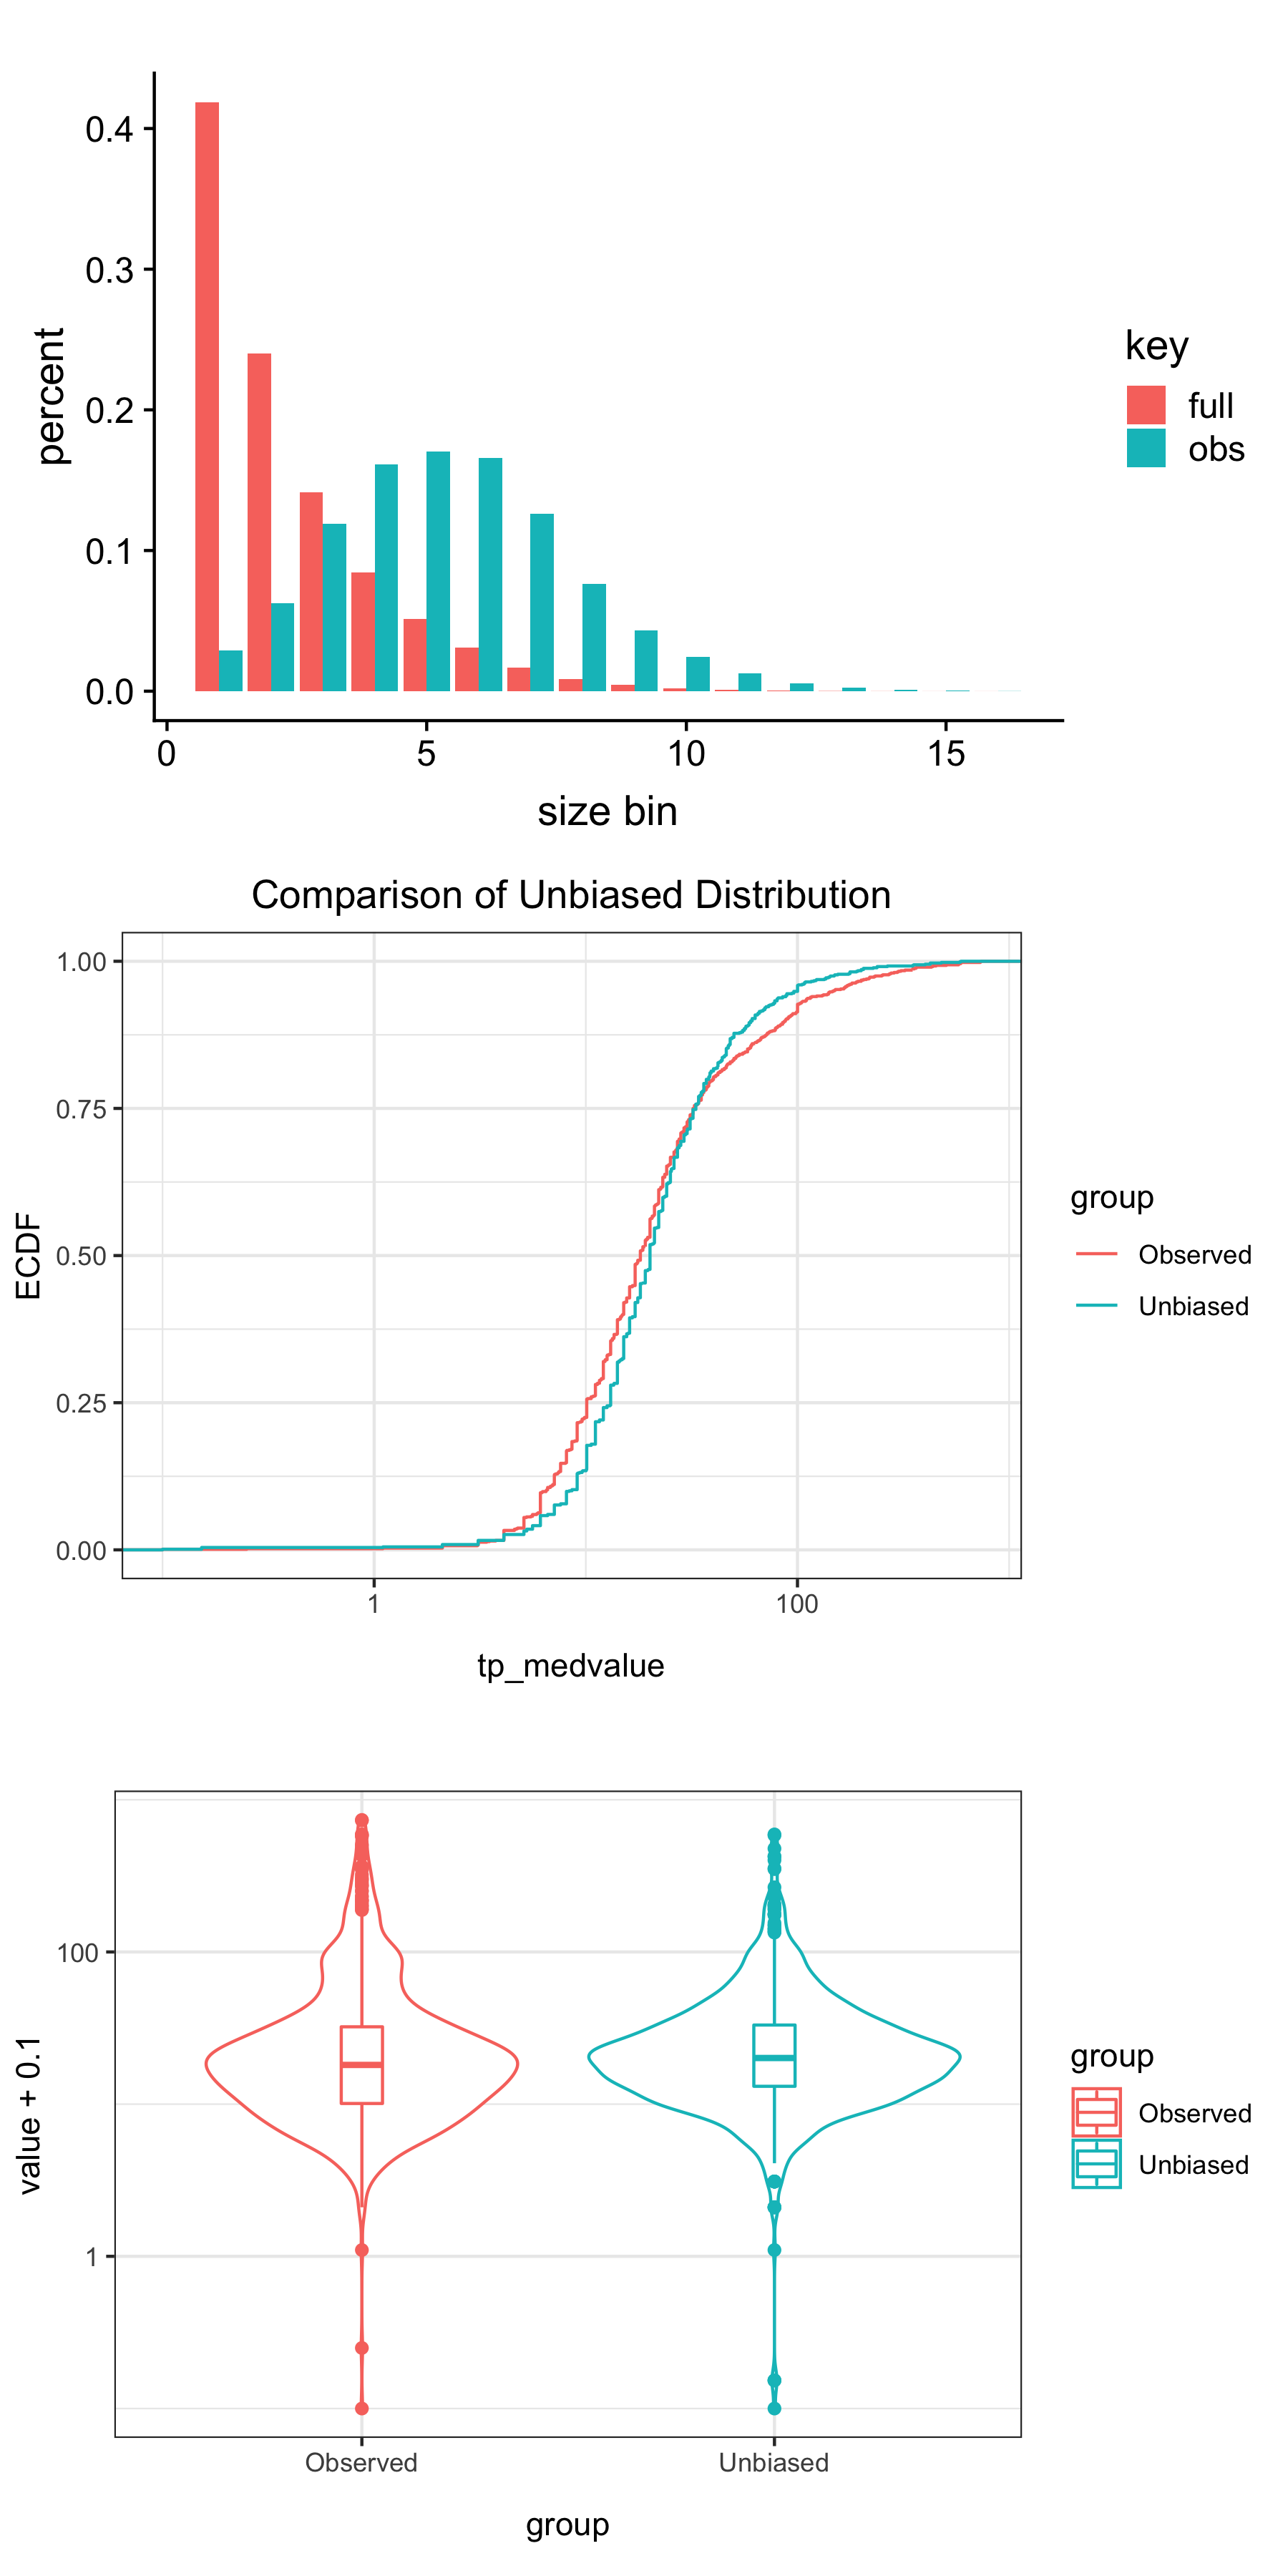 0.4
0.3
0.2
0.1
0.0
percent
0 5 10 15
size bin
key
full
obs
Comparison of Unbiased Distribution
1.00
0.75
0.50
0.25
0.00
ECDF
1 100
tp_medvalue
group
Observed
Unbiased
100
1
value + 0.1
Observed Unbiased
group
group
Observed
Unbiased